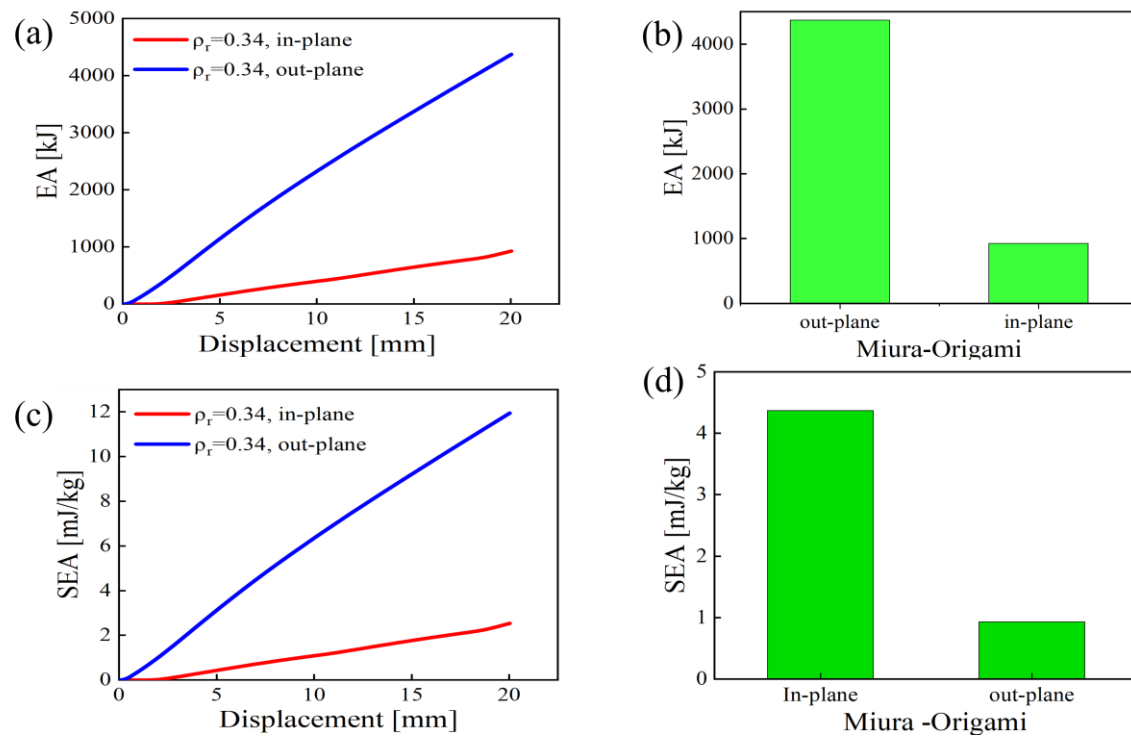 (a)
EA [kJ]
5000
4000
3000
2000
1000
0
ρr=0.34, in-plane
ρr=0.34, out-plane
0 5 10 15 20
Displacement [mm]
(b)
EA [kJ]
4000
3000
2000
1000
0
out-plane in-plane
Miura-Origami
(c)
SEA [mJ/kg]
12
10
8
6
4
2
0
ρr=0.34, in-plane
ρr=0.34, out-plane
0 5 10 15 20
Displacement [mm]
(d)
SEA [mJ/kg]
5
4
3
2
1
0
In-plane out-plane
Miura -Origami